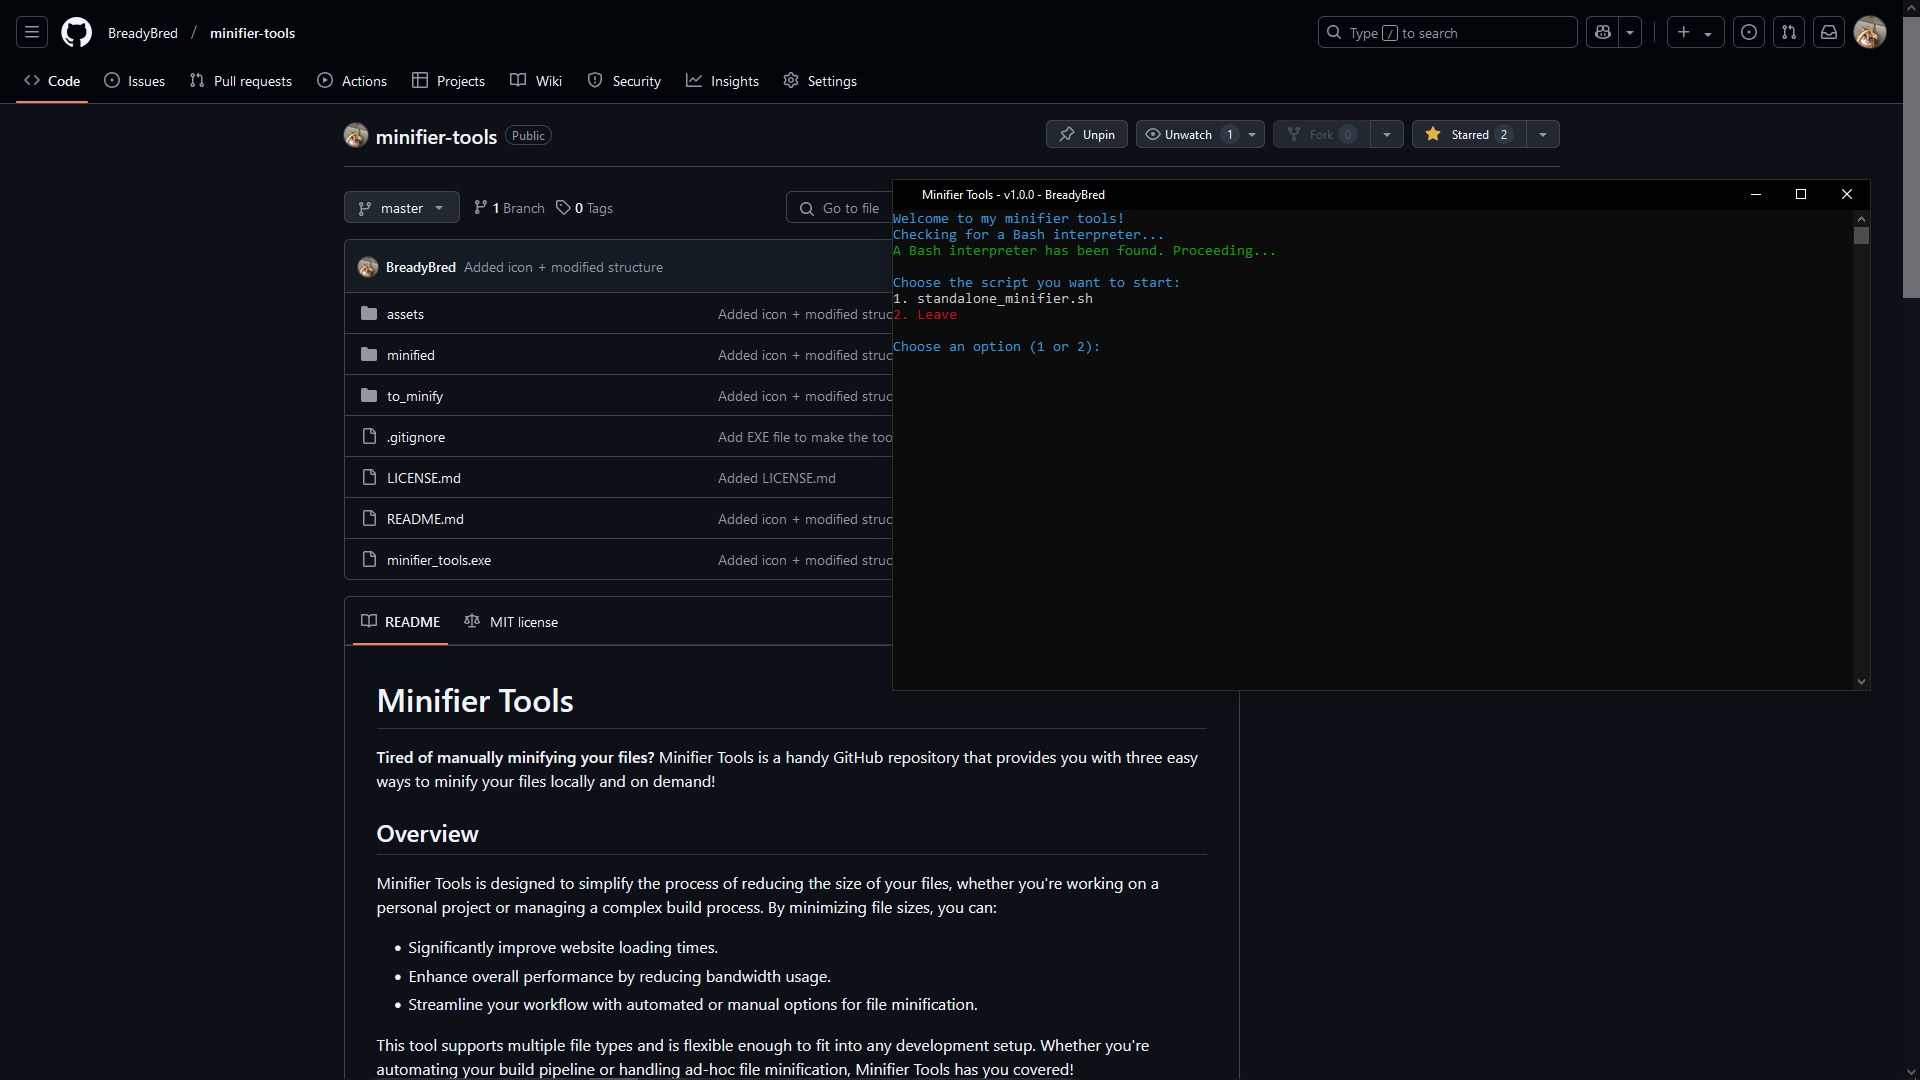 BreadyBred / minifier-tools
Type / to search
Code
Issues
Pull requests
Actions
Projects
Wiki
Security
Insights
Settings
minifier-tools Public
Unpin
Unwatch 1
Fork 0
Starred 2
master
1 Branch
0 Tags
Go to file
BreadyBred Added icon + modified structure
assets Added icon + modified struc
minified Added icon + modified struc
to_minify Added icon + modified struc
.gitignore Add EXE file to make the too
LICENSE.md Added LICENSE.md
README.md Added icon + modified struc
minifier_tools.exe Added icon + modified struc
Minifier Tools - v1.0.0 - BreadyBred
Welcome to my minifier tools!
Checking for a Bash interpreter...
A Bash interpreter has been found. Proceeding...
Choose the script you want to start:
1. standalone_minifier.sh
2. Leave
Choose an option (1 or 2):
README
MIT license
Minifier Tools
Tired of manually minifying your files? Minifier Tools is a handy GitHub repository that provides you with three easy
ways to minify your files locally and on demand!
Overview
Minifier Tools is designed to simplify the process of reducing the size of your files, whether you're working on a
personal project or managing a complex build process. By minimizing file sizes, you can:
• Significantly improve website loading times.
• Enhance overall performance by reducing bandwidth usage.
• Streamline your workflow with automated or manual options for file minification.
This tool supports multiple file types and is flexible enough to fit into any development setup. Whether you're
automating your build pipeline or handling ad-hoc file minification, Minifier Tools has you covered!